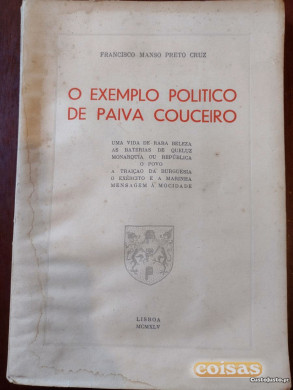 FRANCISCO MANSO PRETO CRUZ
O EXEMPLO POLITICO
DE PAIVA COUCEIRO
UMA VIDA DE RARA BELEZA
AS BATERIAS DE QUELUZ
MONARQUIA OU REPÚBLICA
O POVO
A TRAIÇÃO DA BURGUESIA
O EXÉRCITO E A MARINHA
MENSAGEM À MOCIDADE
LISBOA
MCMXLV
coisas